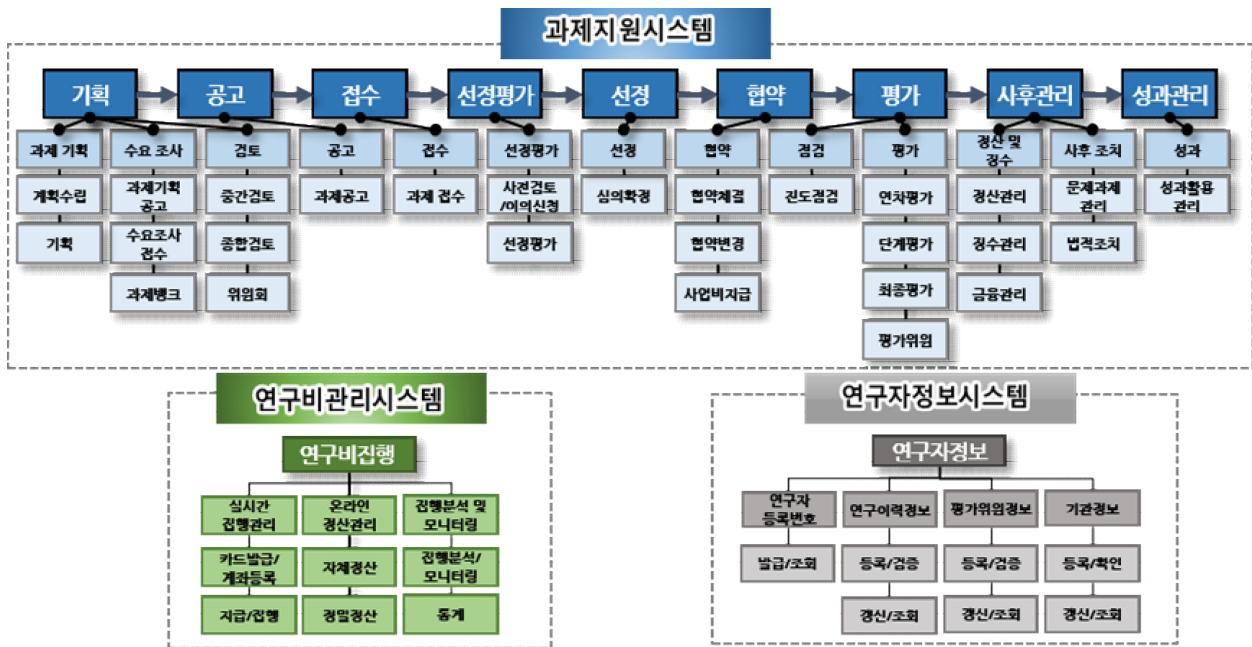 과제지원시스템
기획
공고
접수
선정평가
선정
협약
평가
사후관리
성과관리
과제 기획
수요 조사
검토
공고
접수
선정평가
선정
협약
점검
평가
정산 및
징수
사후 조치
성과
계획수립
과제기획
공고
중간검토
과제공고
과제 접수
사전검토
/이의신청
심의확정
협약체결
진도점검
연차평가
정산관리
문제과제
관리
성과활용
관리
기획
수요조사
접수
종합검토
선정평가
협약변경
단계평가
징수관리
법적조치
과제뱅크
위원회
사업비지급
최종평가
금융관리
평가위원
연구비관리시스템
연구비집행
실시간
집행관리
온라인
정산관리
집행분석 및
모니터링
카드발급/
계좌등록
자체정산
집행분석/
모니터링
지급/집행
정밀정산
통계
연구자정보시스템
연구자정보
연구자
등록번호
연구이력정보
평가위원정보
기관정보
발급/조회
등록/검증
등록/검증
등록/확인
갱신/조회
갱신/조회
갱신/조회